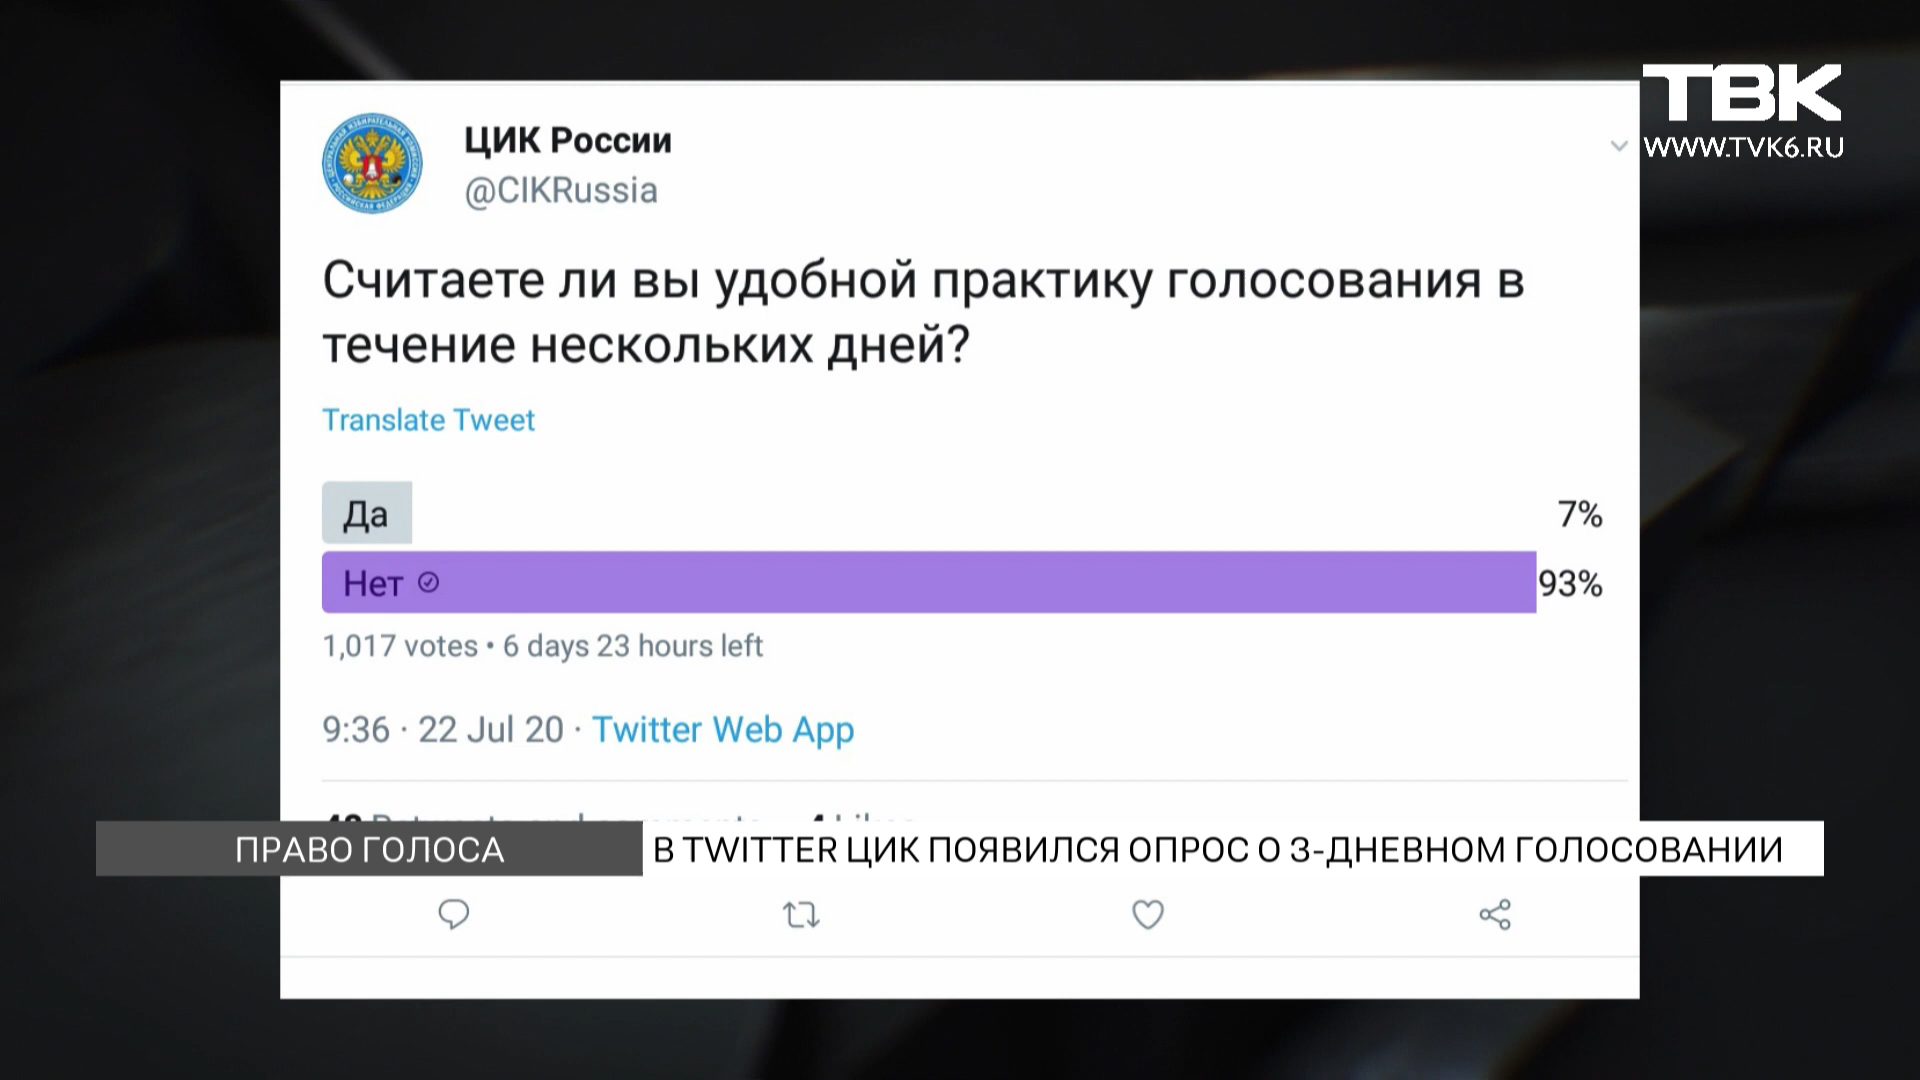 ТВК
WWW.TVK6.RU
ЦИК России
@CIKRussia
Считаете ли вы удобной практику голосования в
течение нескольких дней?
Translate Tweet
Да 7%
Нет 93%
1,017 votes • 6 days 23 hours left
9:36 · 22 Jul 20 · Twitter Web App
ПРАВО ГОЛОСА
В TWITTER ЦИК ПОЯВИЛСЯ ОПРОС О 3-ДНЕВНОМ ГОЛОСОВАНИИ